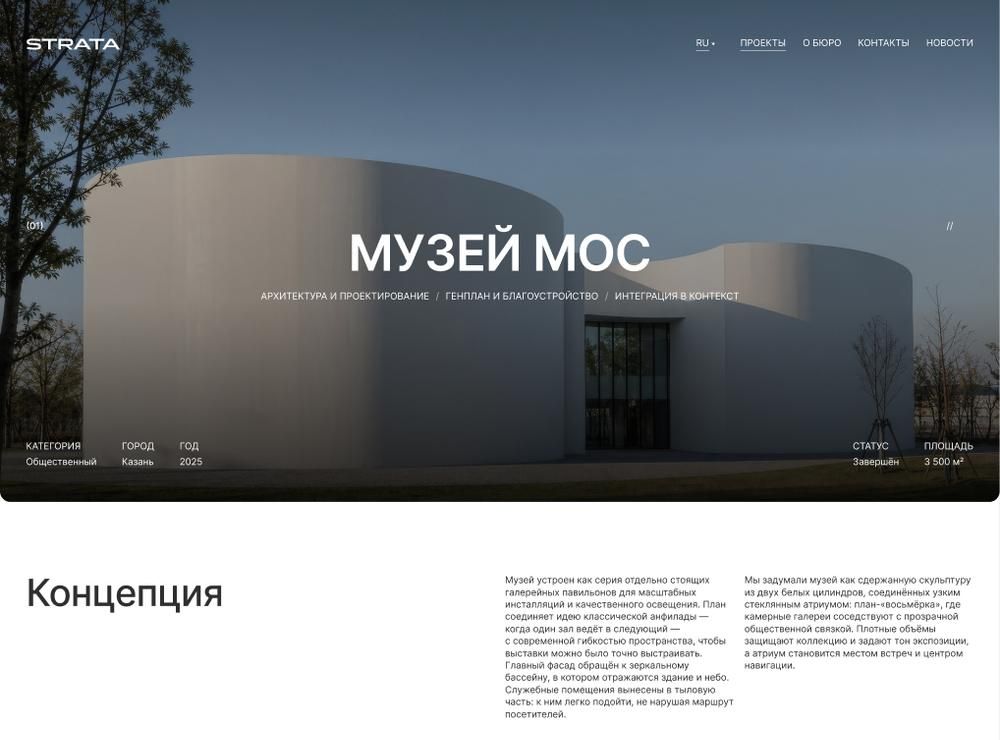 STRATA
RU ПРОЕКТЫ О БЮРО КОНТАКТЫ НОВОСТИ
(01) //
МУЗЕЙ МОС
АРХИТЕКТУРА И ПРОЕКТИРОВАНИЕ / ГЕНПЛАН И БЛАГОУСТРОЙСТВО / ИНТЕГРАЦИЯ В КОНТЕКСТ
КАТЕГОРИЯ ГОРОД ГОД СТАТУС ПЛОЩАДЬ
Общественный Казань 2025 Завершён 3 500 м²
Концепция
Музей устроен как серия отдельно стоящих
галерейных павильонов для масштабных
инсталляций и качественного освещения. План
соединяет идею классической анфилады —
когда один зал ведёт в следующий —
с современной гибкостью пространства, чтобы
выставки можно было точно выстраивать.
Главный фасад обращён к зеркальному
бассейну, в котором отражаются здание и небо.
Служебные помещения вынесены в тыловую
часть: к ним легко подойти, не нарушая маршрут
посетителей.
Мы задумали музей как сдержанную скульптуру
из двух белых цилиндров, соединённых узким
стеклянным атриумом: план-«восьмёрка», где
камерные галереи соседствуют с прозрачной
общественной связкой. Плотные объёмы
защищают коллекцию и задают тон экспозиции,
а атриум становится местом встреч и центром
навигации.